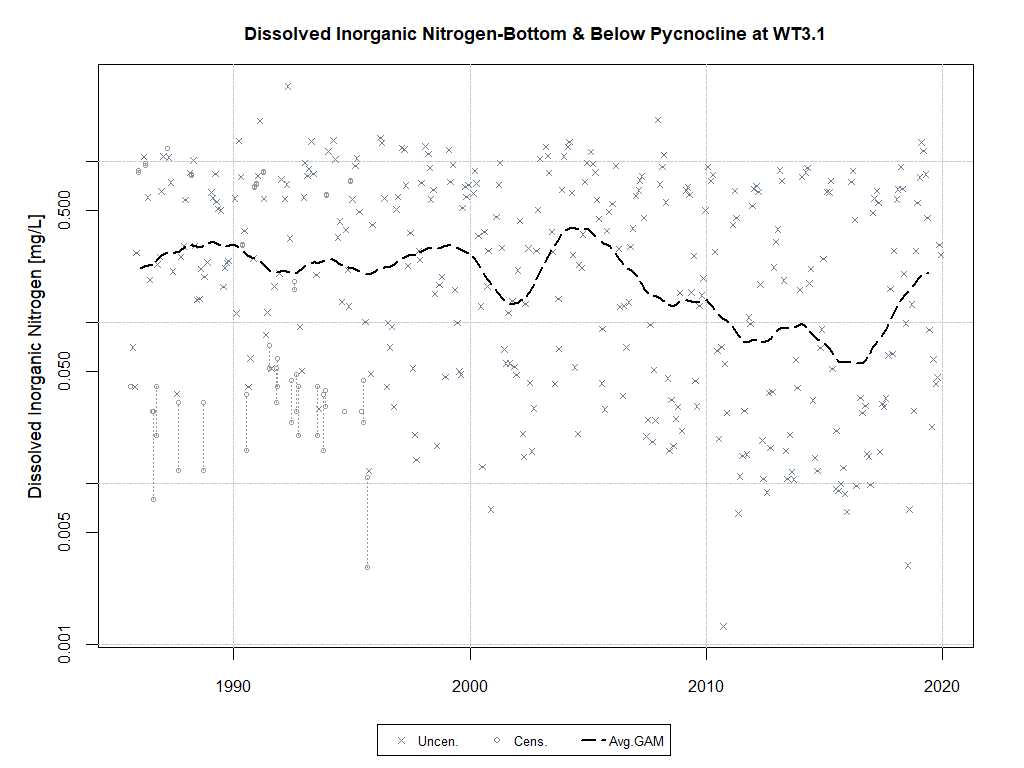 Dissolved Inorganic Nitrogen-Bottom & Below Pycnocline at WT3.1
Dissolved Inorganic Nitrogen [mg/L]
0.500
0.050
0.005
0.001
1990 2000 2010 2020
Uncen. Cens. Avg.GAM